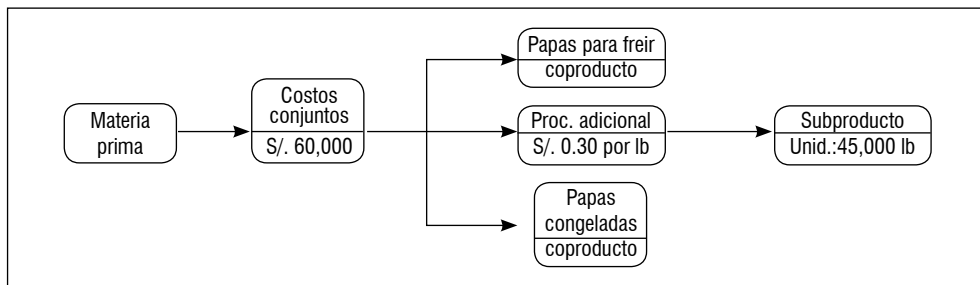 Materia
prima
Costos
conjuntos
S/. 60,000
Papas para freir
coproducto
Proc. adicional
S/. 0.30 por lb
Subproducto
Unid.:45,000 lb
Papas
congeladas
coproducto